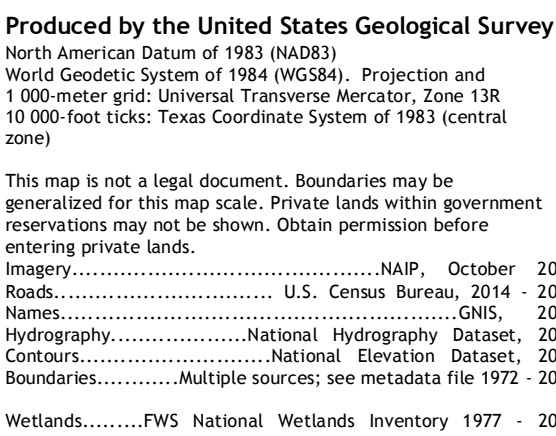 Produced by the United States Geological Survey
North American Datum of 1983 (NAD83)
World Geodetic System of 1984 (WGS84).  Projection and
1 000-meter grid: Universal Transverse Mercator, Zone 13R
10 000-foot ticks: Texas Coordinate System of 1983 (central
zone)
This map is not a legal document. Boundaries may be
generalized for this map scale. Private lands within government
reservations may not be shown. Obtain permission before
entering private lands.
Imagery.........................................NAIP, October 20
Roads........................... U.S. Census Bureau, 2014 - 20
Names.................................................GNIS, 20
Hydrography....................National Hydrography Dataset, 20
Contours............................National Elevation Dataset, 20
Boundaries............Multiple sources; see metadata file 1972 - 20
Wetlands.........FWS National Wetlands Inventory 1977 - 20